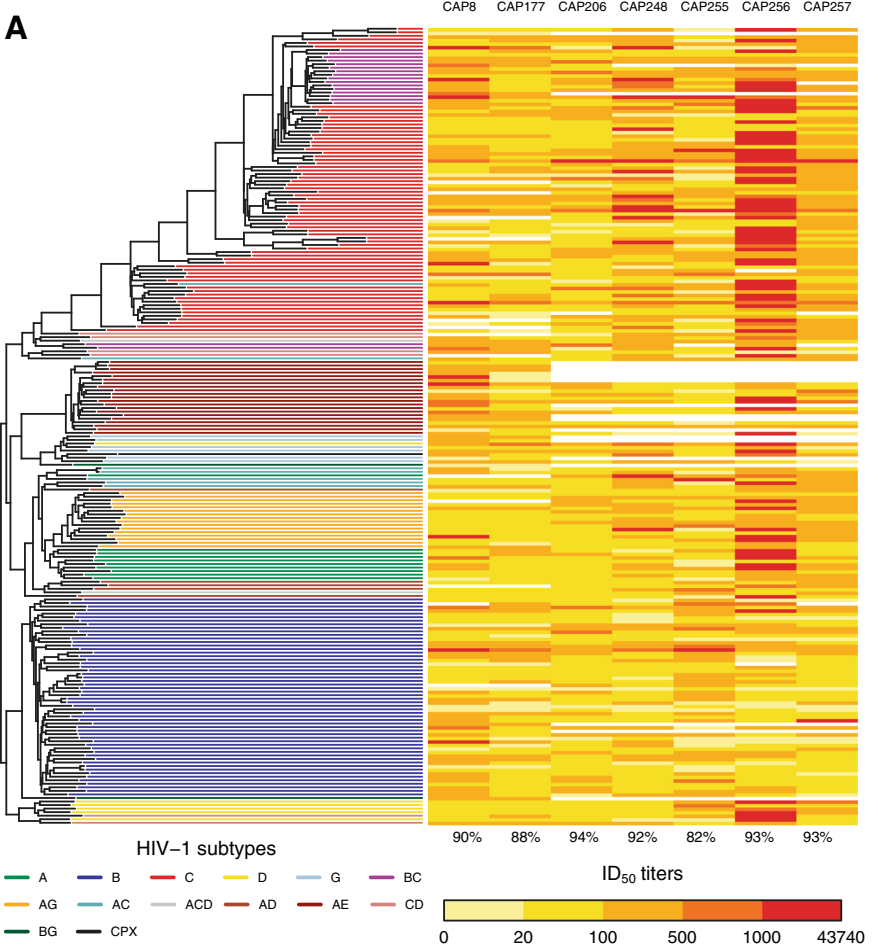 A
CAP8 CAP177 CAP206 CAP248 CAP255 CAP256 CAP257
90% 88% 94% 92% 82% 93% 93%
HIV−1 subtypes
A B C D G BC
AG AC ACD AD AE CD
BG CPX
ID50 titers
0 20 100 500 1000 43740